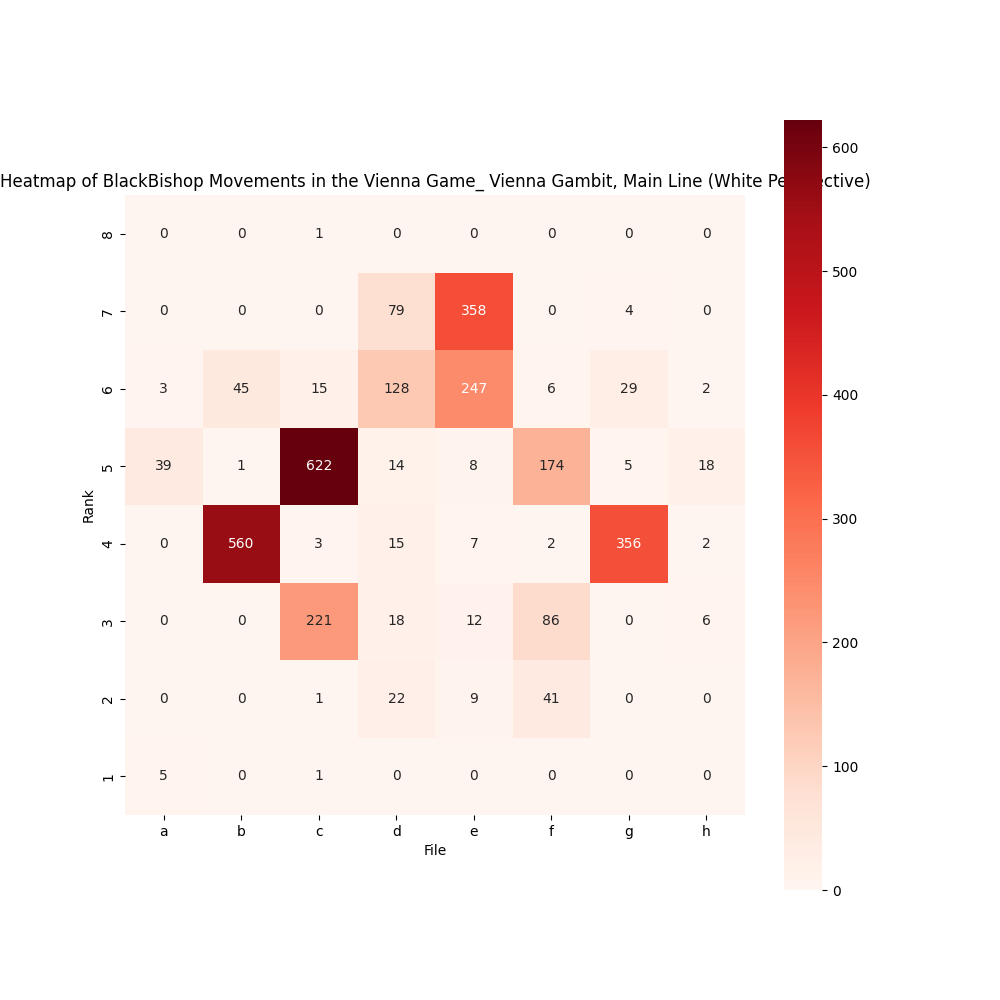 Heatmap of BlackBishop Movements in the Vienna Game_ Vienna Gambit, Main Line (White Pe ective)
600
500
400
300
200
100
0
Rank
8 0 0 1 0 0 0 0 0
7 0 0 0 79 358 0 4 0
6 3 45 15 128 247 6 29 2
5 39 1 622 14 8 174 5 18
4 0 560 3 15 7 2 356 2
3 0 0 221 18 12 86 0 6
2 0 0 1 22 9 41 0 0
1 5 0 1 0 0 0 0 0
a b c d e f g h
File